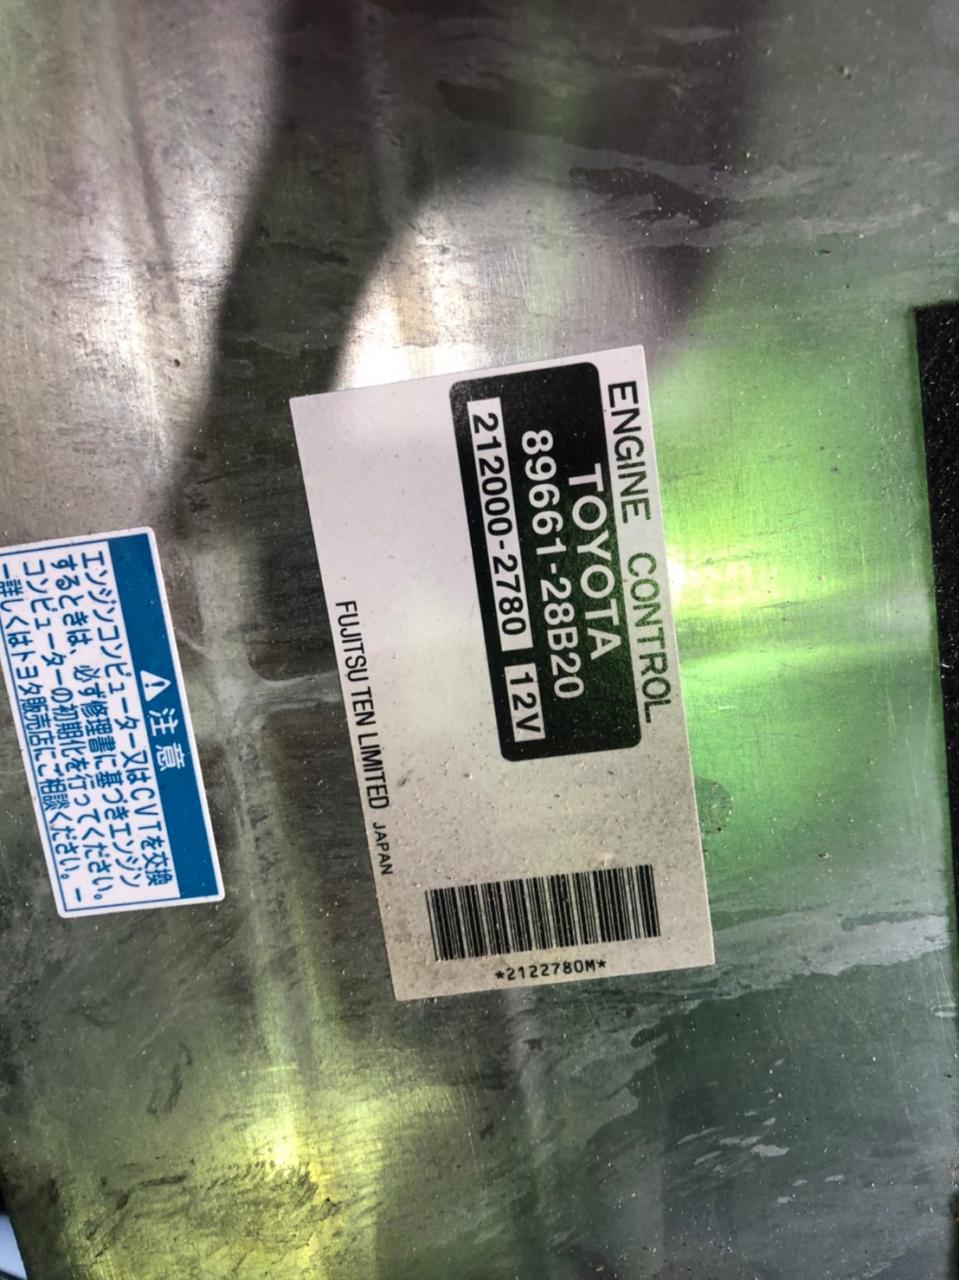 ENGINE CONTROL
TOYOTA
89661-28B20
212000-2780 12V
FUJITSU TEN LIMITED JAPAN
*2122780M*
注意
エンジンコンピューター又はCVTを交換
するときは、必ず修理書に基づきエンジン
コンピューターの初期化を行ってください。
ー詳しくはトヨタ販売店にご相談ください。ー